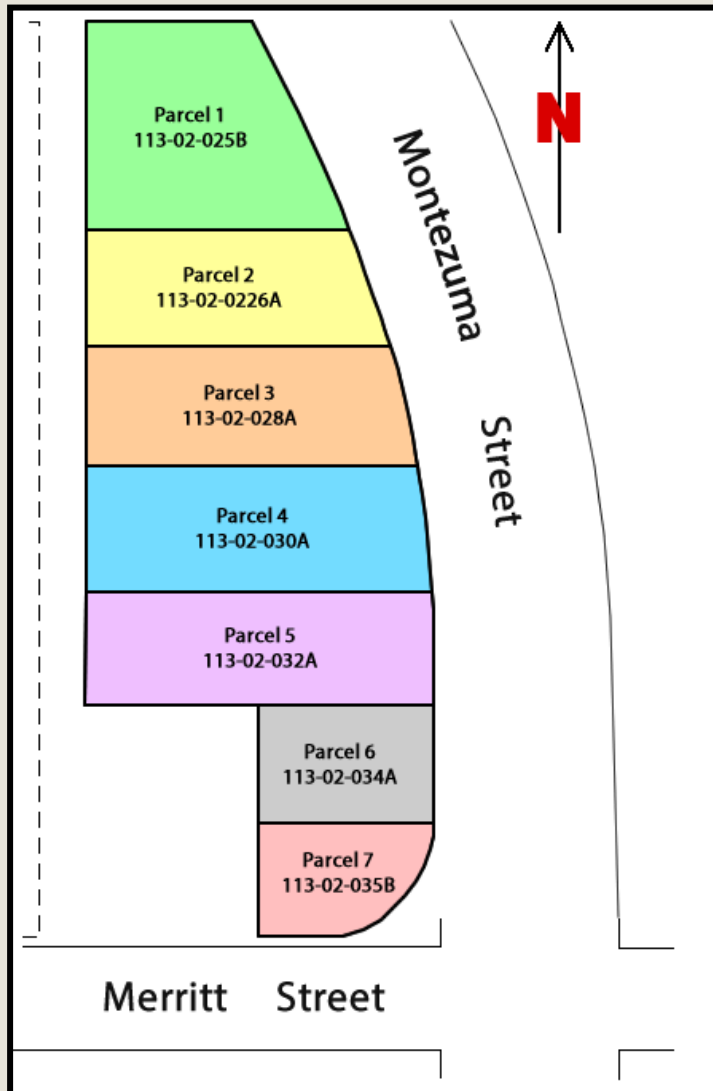 Parcel 1
113-02-025B
N
Montezuma
Parcel 2
113-02-0226A
Parcel 3
113-02-028A
Street
Parcel 4
113-02-030A
Parcel 5
113-02-032A
Parcel 6
113-02-034A
Parcel 7
113-02-035B
Merritt Street